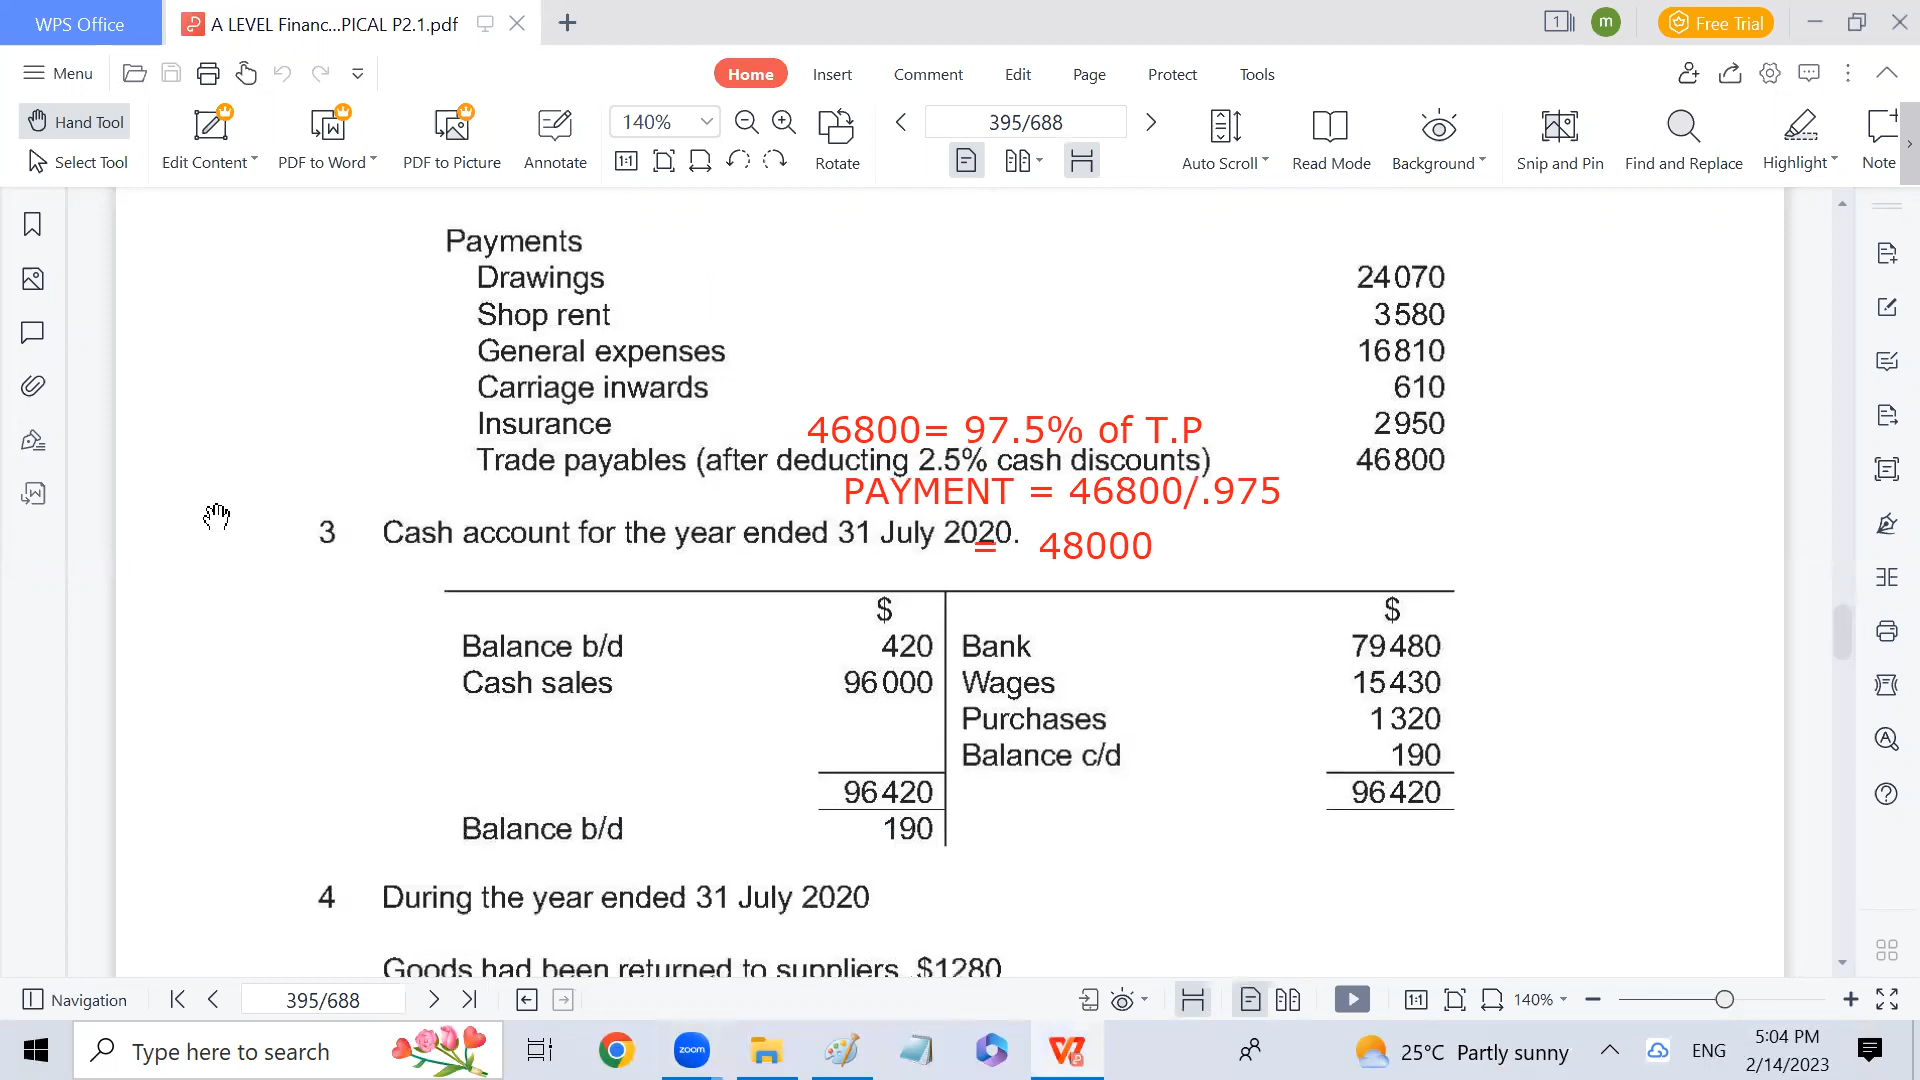 WPS Office
A LEVEL Financ...PICAL P2.1.pdf
1
m
Free Trial
Menu
Home
Insert
Comment
Edit
Page
Protect
Tools
Hand Tool
Select Tool
Edit Content
PDF to Word
PDF to Picture
Annotate
140%
1:1
Rotate
395/688
Auto Scroll
Read Mode
Background
Snip and Pin
Find and Replace
Highlight
Note
Payments
Drawings 24070
Shop rent 3580
General expenses 16810
Carriage inwards 610
Insurance 2950
46800= 97.5% of T.P
Trade payables (after deducting 2.5% cash discounts) 46800
PAYMENT = 46800/.975
3 Cash account for the year ended 31 July 2020.
= 48000
$ $
Balance b/d 420 Bank 79480
Cash sales 96000 Wages 15430
Purchases 1320
Balance c/d 190
96420 96420
Balance b/d 190
4 During the year ended 31 July 2020
Goods had been returned to suppliers, $1280
Navigation
395/688
1:1
140%
Type here to search
zoom
25°C Partly sunny
ENG
5:04 PM
2/14/2023